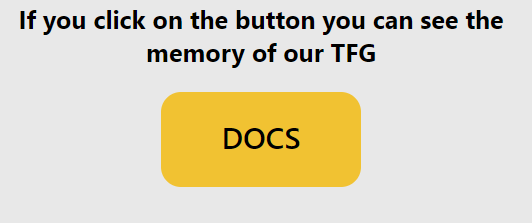 If you click on the button you can see the
memory of our TFG
DOCS